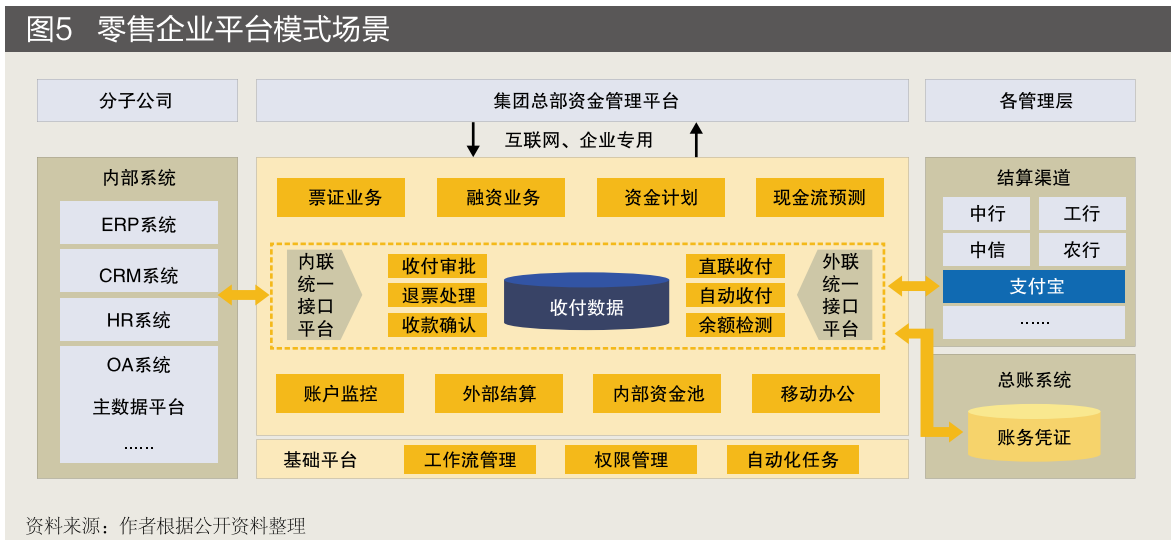 图5 零售企业平台模式场景
分子公司
集团总部资金管理平台
各管理层
互联网、企业专用
内部系统
ERP系统
CRM系统
HR系统
OA系统
主数据平台
……
票证业务
融资业务
资金计划
现金流预测
内联
统一
接口
平台
收付审批
退票处理
收款确认
收付数据
直联收付
自动收付
余额检测
外联
统一
接口
平台
账户监控
外部结算
内部资金池
移动办公
基础平台
工作流管理
权限管理
自动化任务
结算渠道
中行
工行
中信
农行
支付宝
……
总账系统
账务凭证
资料来源：作者根据公开资料整理